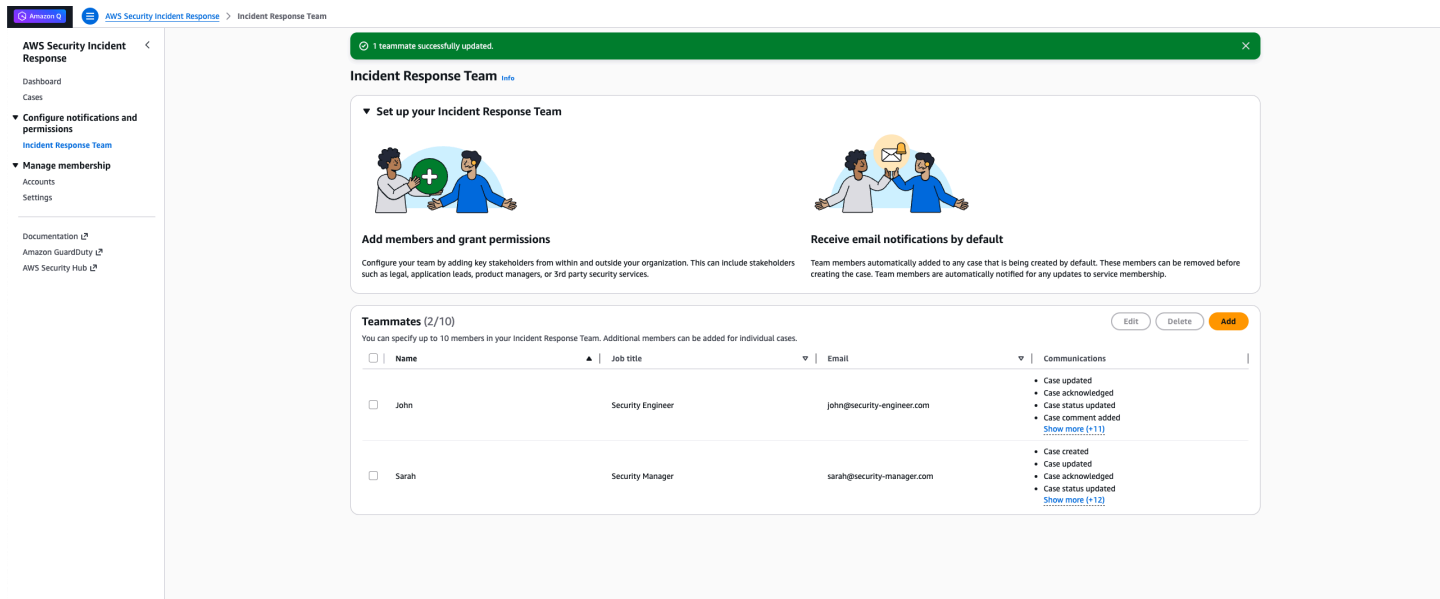 Amazon Q
AWS Security Incident Response > Incident Response Team
AWS Security Incident
Response
Dashboard
Cases
Configure notifications and
permissions
Incident Response Team
Manage membership
Accounts
Settings
Documentation
Amazon GuardDuty
AWS Security Hub
1 teammate successfully updated.
Incident Response Team Info
Set up your Incident Response Team
Add members and grant permissions
Configure your team by adding key stakeholders from within and outside your organization. This can include stakeholders
such as legal, application leads, product managers, or 3rd party security services.
Receive email notifications by default
Team members automatically added to any case that is being created by default. These members can be removed before
creating the case. Team members are automatically notified for any updates to service membership.
Teammates (2/10)
Edit Delete Add
You can specify up to 10 members in your Incident Response Team. Additional members can be added for individual cases.
Name Job title Email Communications
John Security Engineer john@security-engineer.com
• Case updated
• Case acknowledged
• Case status updated
• Case comment added
Show more (+11)
Sarah Security Manager sarah@security-manager.com
• Case created
• Case updated
• Case acknowledged
• Case status updated
Show more (+12)